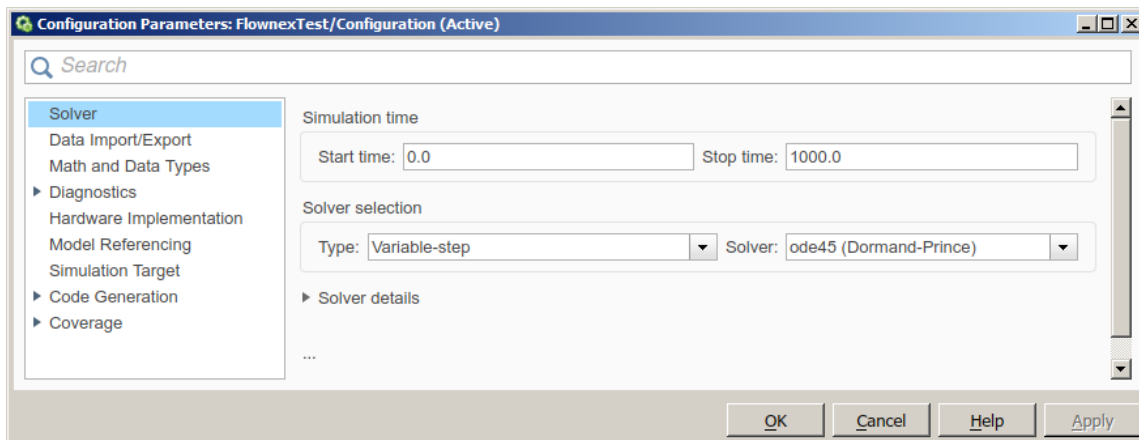 Configuration Parameters: FlownexTest/Configuration (Active)
Search
Solver
Data Import/Export
Math and Data Types
Diagnostics
Hardware Implementation
Model Referencing
Simulation Target
Code Generation
Coverage
Simulation time
Start time: 0.0 Stop time: 1000.0
Solver selection
Type: Variable-step Solver: ode45 (Dormand-Prince)
Solver details
...
OK Cancel Help Apply